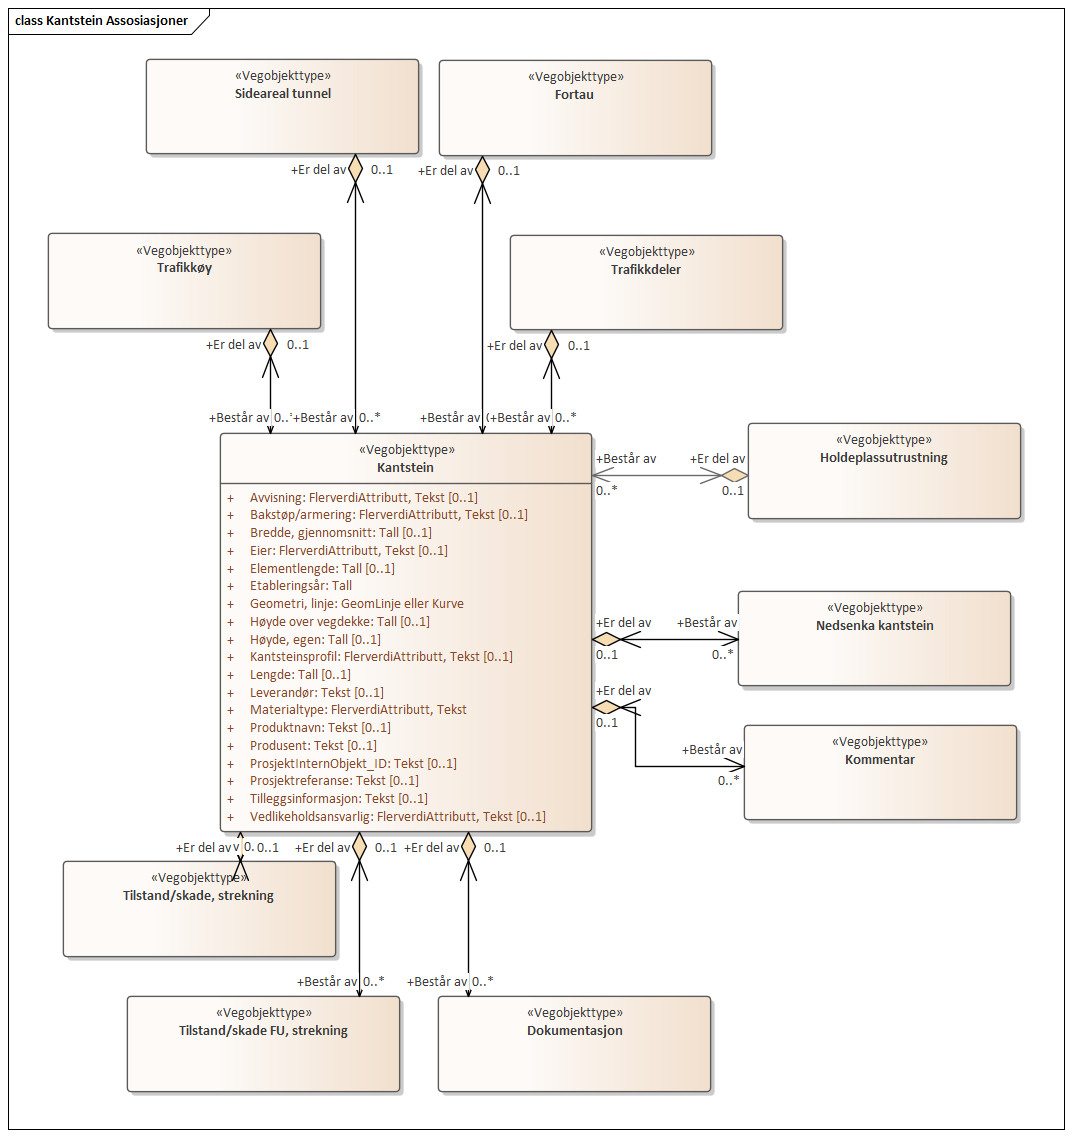 class Kantstein Assosiasjoner
«Vegobjekttype»
Sideareal tunnel
«Vegobjekttype»
Fortau
+Er del av
0..1
+Er del av
0..1
«Vegobjekttype»
Trafikkøy
«Vegobjekttype»
Trafikkdeler
+Er del av
0..1
+Er del av
0..1
+Består av
0..*
+Består av
0..*
+Består av
+Består av
0..*
«Vegobjekttype»
Kantstein
+ Avvisning: FlerverdiAttributt, Tekst [0..1]
+ Bakstøp/armering: FlerverdiAttributt, Tekst [0..1]
+ Bredde, gjennomsnitt: Tall [0..1]
+ Eier: FlerverdiAttributt, Tekst [0..1]
+ Elementlengde: Tall [0..1]
+ Etableringsår: Tall
+ Geometri, linje: GeomLinje eller Kurve
+ Høyde over vegdekke: Tall [0..1]
+ Høyde, egen: Tall [0..1]
+ Kantsteinsprofil: FlerverdiAttributt, Tekst [0..1]
+ Lengde: Tall [0..1]
+ Leverandør: Tekst [0..1]
+ Materialtype: FlerverdiAttributt, Tekst
+ Produktnavn: Tekst [0..1]
+ Produsent: Tekst [0..1]
+ ProsjektInternObjekt_ID: Tekst [0..1]
+ Prosjektreferanse: Tekst [0..1]
+ Tilleggsinformasjon: Tekst [0..1]
+ Vedlikeholdsansvarlig: FlerverdiAttributt, Tekst [0..1]
«Vegobjekttype»
Holdeplassutrustning
+Består av
+Er del av
0..*
0..1
«Vegobjekttype»
Nedsenka kantstein
+Er del av
+Består av
0..1
0..*
«Vegobjekttype»
Kommentar
+Er del av
0..1
+Består av
0..*
+Er del av
0..1
+Er del av
0..1
+Er del av
0..1
«Vegobjekttype»
Tilstand/skade, strekning
+Består av
0..*
+Består av
0..*
«Vegobjekttype»
Tilstand/skade FU, strekning
«Vegobjekttype»
Dokumentasjon